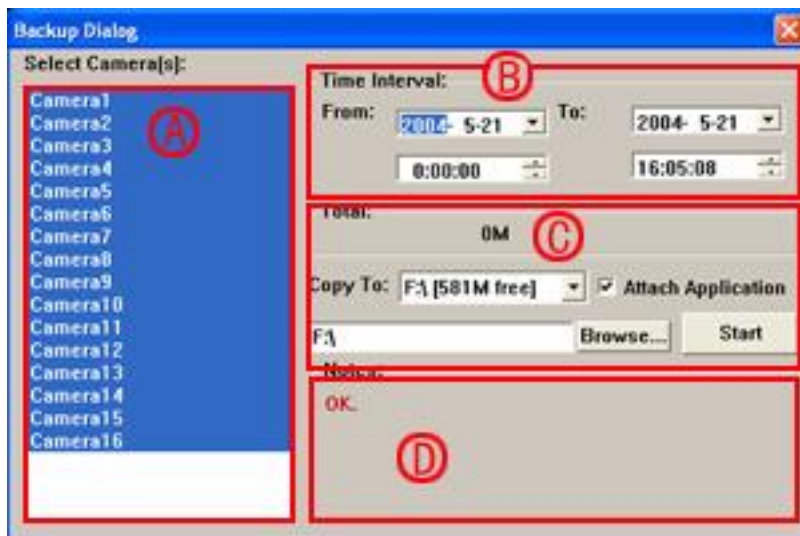 Backup Dialog
Select Camera[s]:
Camera1
Camera2
Camera3
Camera4
Camera5
Camera6
Camera7
Camera8
Camera9
Camera10
Camera11
Camera12
Camera13
Camera14
Camera15
Camera16
A
Time Interval:
B
From: 2004- 5-21 To: 2004- 5-21
0:00:00 16:05:08
Total:
0M
C
Copy To: F:\ [581M free] Attach Application
F:\ Browse... Start
Notes:
OK.
D